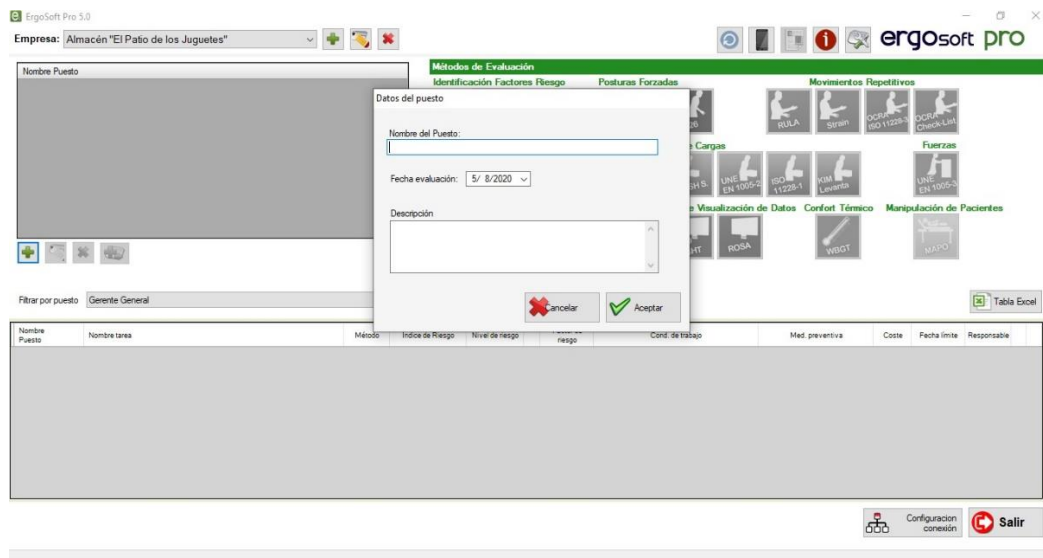 ErgoSoft Pro 5.0
Empresa: Almacén "El Patio de los Juguetes"
ergosoft pro
Nombre Puesto
Métodos de Evaluación
Identificación Factores Riesgo Posturas Forzadas Movimientos Repetitivos
Datos del puesto
Nombre del Puesto:
Fecha evaluación: 5/ 8/2020
Descripción
Cancelar
Aceptar
RULA
Strain
OCRA
ISO 11228-3
OCRA
Check-List
Cargas
Fuerzas
UNE
EN 1005-2
ISO
11228-1
KIM
Levanta
UNE
EN 1005-3
Visualización de Datos Confort Térmico Manipulación de Pacientes
HT
ROSA
WBGT
MAPO
Filtrar por puesto Gerente General
Tabla Excel
Nombre
Puesto
Nombre tarea
Método
Indice de Riesgo
Nivel de riesgo
riesgo
Cond. de trabajo
Med. preventiva
Coste
Fecha límite
Responsable
Configuracion
conexión
Salir